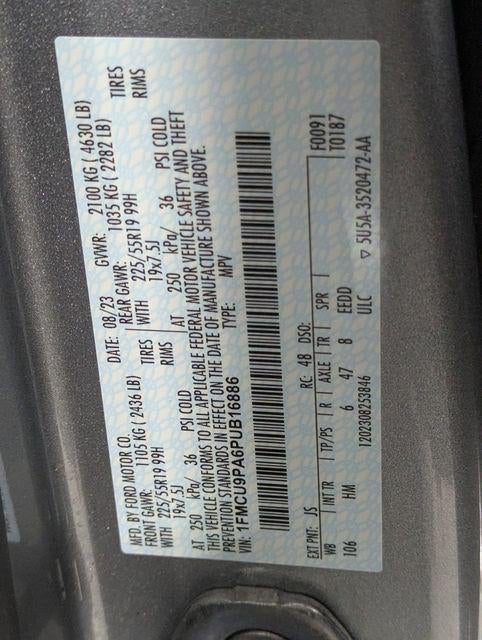 MFD. BY FORD MOTOR CO.
DATE: 08/23 GVWR: 2100 KG ( 4630 LB)
FRONT GAWR: 1105 KG ( 2436 LB) REAR GAWR: 1035 KG ( 2282 LB)
WITH 225/55R19 99H TIRES WITH 225/55R19 99H TIRES
19x7.5J RIMS 19x7.5J RIMS
AT 250 kPa/ 36 PSI COLD AT 250 kPa/ 36 PSI COLD
THIS VEHICLE CONFORMS TO ALL APPLICABLE FEDERAL MOTOR VEHICLE SAFETY AND THEFT
PREVENTION STANDARDS IN EFFECT ON THE DATE OF MANUFACTURE SHOWN ABOVE.
VIN: 1FMCU9PA6PUB16886 TYPE: MPV
F0091
T0187
EXT PNT: JS RC: 48 DSO:
WB INT TR TP/PS R AXLE TR SPR
106 HM 6 47 8 EEDD
1202308253846 ULC ▽ 5U5A-3520472-AA